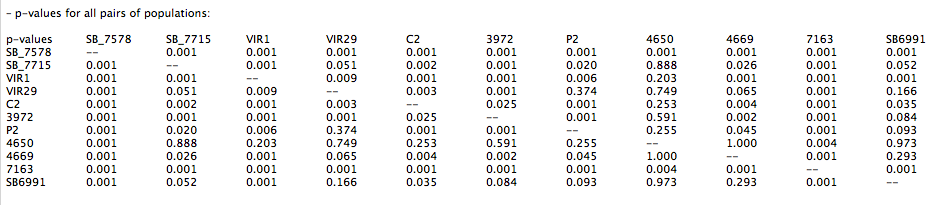 - p-values for all pairs of populations:
p-values SB_7578 SB_7715 VIR1 VIR29 C2 3972 P2 4650 4669 7163 SB6991
SB_7578 -- 0.001 0.001 0.001 0.001 0.001 0.001 0.001 0.001 0.001 0.001
SB_7715 0.001 -- 0.001 0.051 0.002 0.001 0.020 0.888 0.026 0.001 0.052
VIR1 0.001 0.001 -- 0.009 0.001 0.001 0.006 0.203 0.001 0.001 0.001
VIR29 0.001 0.051 0.009 -- 0.003 0.001 0.374 0.749 0.065 0.001 0.166
C2 0.001 0.002 0.001 0.003 -- 0.025 0.001 0.253 0.004 0.001 0.035
3972 0.001 0.001 0.001 0.001 0.025 -- 0.001 0.591 0.002 0.001 0.084
P2 0.001 0.020 0.006 0.374 0.001 0.001 -- 0.255 0.045 0.001 0.093
4650 0.001 0.888 0.203 0.749 0.253 0.591 0.255 -- 1.000 0.004 0.973
4669 0.001 0.026 0.001 0.065 0.004 0.002 0.045 1.000 -- 0.001 0.293
7163 0.001 0.001 0.001 0.001 0.001 0.001 0.001 0.004 0.001 -- 0.001
SB6991 0.001 0.052 0.001 0.166 0.035 0.084 0.093 0.973 0.293 0.001 --